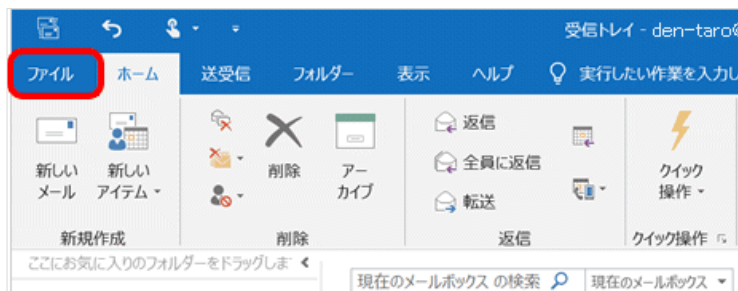 受信トレイ - den-taro@
ファイル ホーム 送受信 フォルダー 表示 ヘルプ 実行したい作業を入力し
新しい
メール
新しい
アイテム
新規作成
削除
アー
カイブ
削除
返信
全員に返信
転送
返信
クイック
操作
クイック操作
ここにお気に入りのフォルダーをドラッグしま
現在のメールボックス の検索 現在のメールボックス